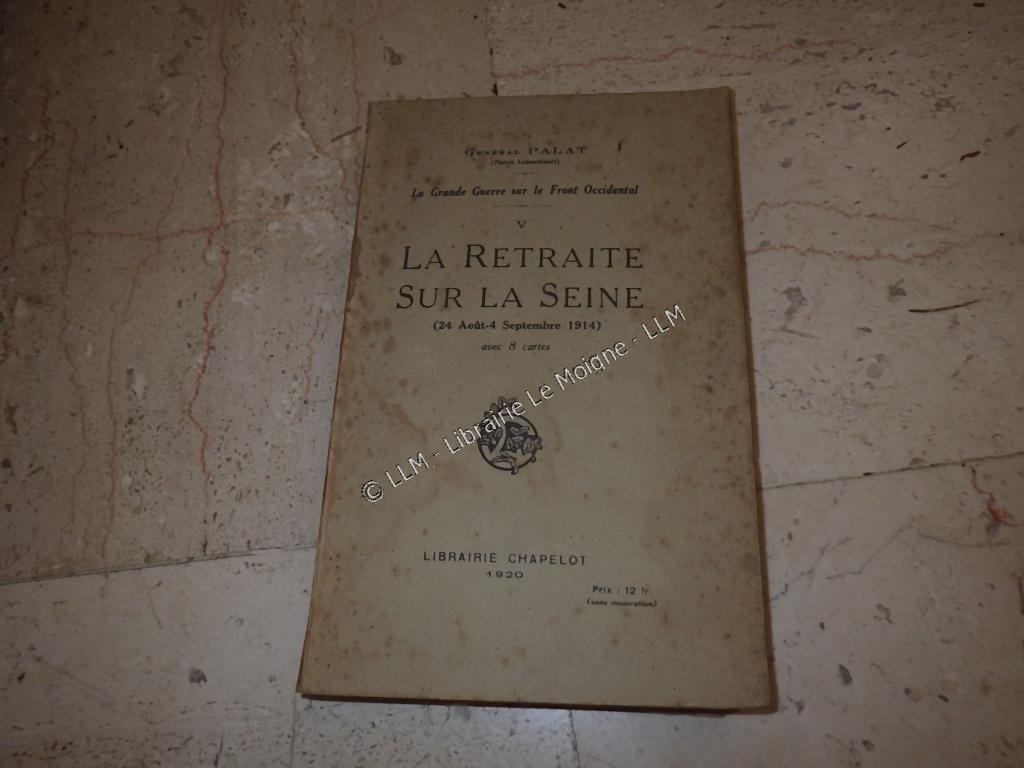 GÉNÉRAL PALAT
(Pierre Lehautcourt)
La Grande Guerre sur le Front Occidental
V
LA RETRAITE
SUR LA SEINE
(24 Août-4 Septembre 1914)
avec 8 cartes
© LLM - Librairie Le Moigne - LLM
LIBRAIRIE CHAPELOT
1920
Prix : 12 fr.
(sans majoration)